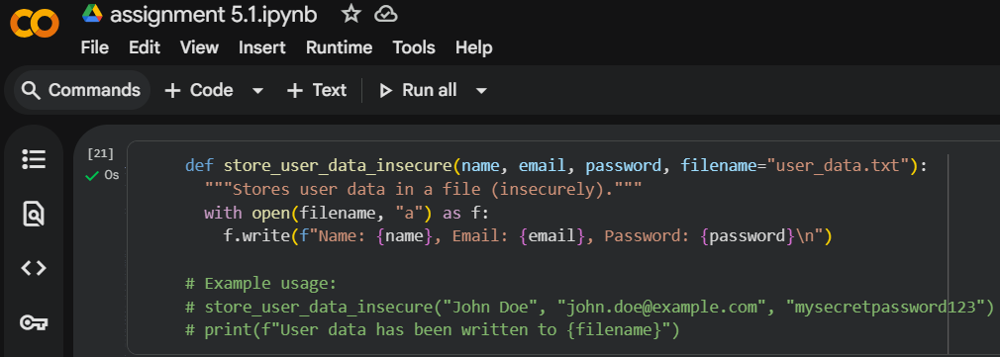 assignment 5.1.ipynb
File Edit View Insert Runtime Tools Help
Commands + Code + Text Run all
[21]
0s
def store_user_data_insecure(name, email, password, filename="user_data.txt"):
  """Stores user data in a file (insecurely)."""
  with open(filename, "a") as f:
    f.write(f"Name: {name}, Email: {email}, Password: {password}\n")
# Example usage:
# store_user_data_insecure("John Doe", "john.doe@example.com", "mysecretpassword123")
# print(f"User data has been written to {filename}")